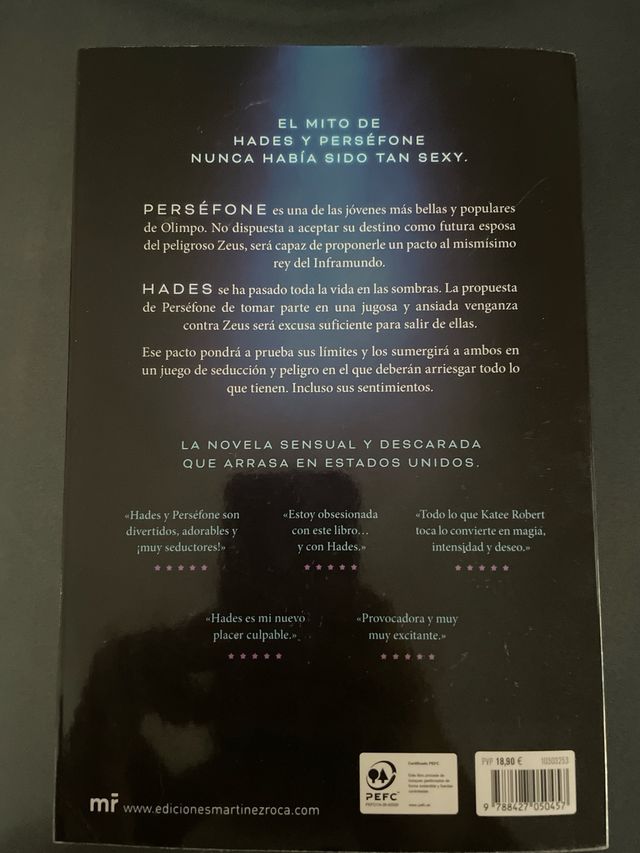 EL MITO DE
HADES Y PERSÉFONE
NUNCA HABÍA SIDO TAN SEXY.
PERSÉFONE es una de las jóvenes más bellas y populares
de Olimpo. No dispuesta a aceptar su destino como futura esposa
del peligroso Zeus, será capaz de proponerle un pacto al mismísimo
rey del Inframundo.
HADES se ha pasado toda la vida en las sombras. La propuesta
de Perséfone de tomar parte en una jugosa y ansiada venganza
contra Zeus será excusa suficiente para salir de ellas.
Ese pacto pondrá a prueba sus límites y los sumergirá a ambos en
un juego de seducción y peligro en el que deberán arriesgar todo lo
que tienen. Incluso sus sentimientos.
LA NOVELA SENSUAL Y DESCARADA
QUE ARRASA EN ESTADOS UNIDOS.
«Hades y Perséfone son
divertidos, adorables y
¡muy seductores!»
«Estoy obsesionada
con este libro…
y con Hades.»
«Todo lo que Katee Robert
toca lo convierte en magia,
intensidad y deseo.»
«Hades es mi nuevo
placer culpable.»
«Provocadora y muy
muy excitante.»
mr www.edicionesmartinezroca.com
PEFC
Certificado PEFC
www.pefc.es
PVP 18,90 € 10303253
9 788427 050457